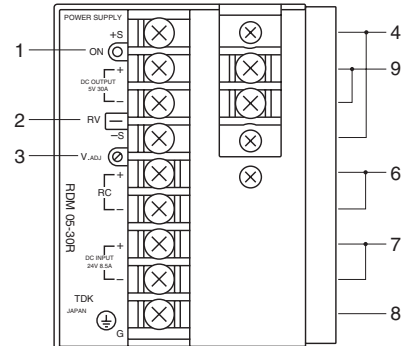 POWER SUPPLY
+S
1
ON
4
+
DC OUTPUT
5V 30A
9
–
2
RV
–S
3
V.ADJ
+
RC
6
–
RDM 05-30R
+
DC INPUT
24V 8.5A
7
–
TDK
JAPAN
8
G